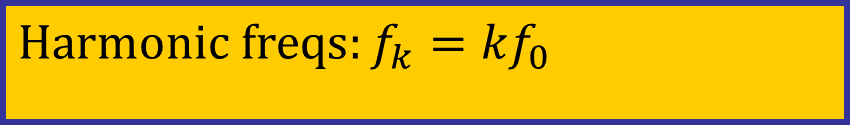 Harmonic freqs: $f_k = kf_0$